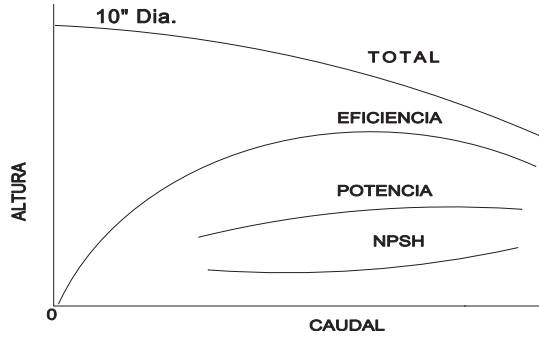 10" Dia.
TOTAL
EFICIENCIA
POTENCIA
NPSH
ALTURA
0
CAUDAL